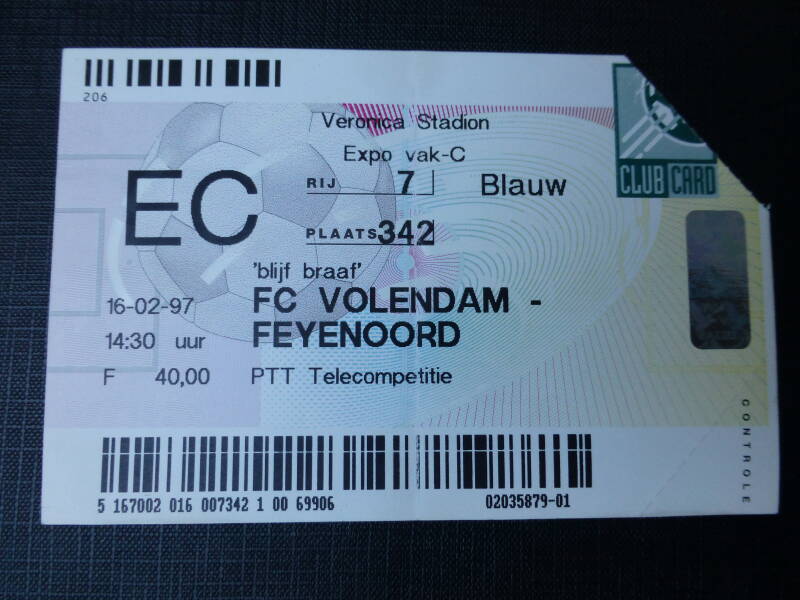 206
Veronica Stadion
Expo vak-C
CLUB CARD
EC
RIJ 7
Blauw
PLAATS 342
'blijf braaf'
16-02-97
FC VOLENDAM -
14:30 uur
FEYENOORD
F 40,00
PTT Telecompetitie
CONTROLE
5 167002 016 007342 1 00 69906
02035879-01